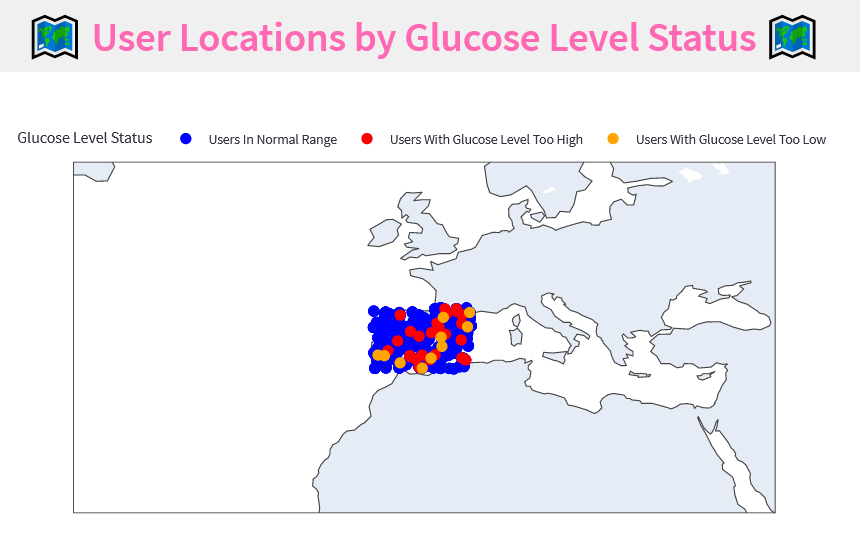 User Locations by Glucose Level Status
Glucose Level Status
Users In Normal Range
Users With Glucose Level Too High
Users With Glucose Level Too Low